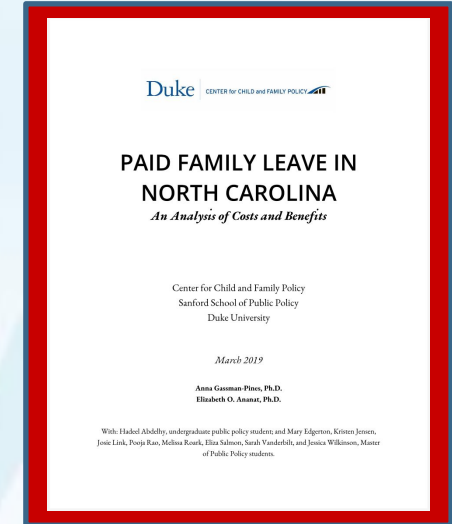 Duke CENTER for CHILD and FAMILY POLICY
PAID FAMILY LEAVE IN
NORTH CAROLINA
An Analysis of Costs and Benefits
Center for Child and Family Policy
Sanford School of Public Policy
Duke University
March 2019
Anna Gassman-Pines, Ph.D.
Elizabeth O. Ananat, Ph.D.
With: Hadeel Abdelhy, undergraduate public policy student; and Mary Edgerton, Kristen Jensen,
Josie Link, Pooja Rao, Melissa Roark, Eliza Salmon, Sarah Vanderbilt, and Jessica Wilkinson, Master
of Public Policy students.